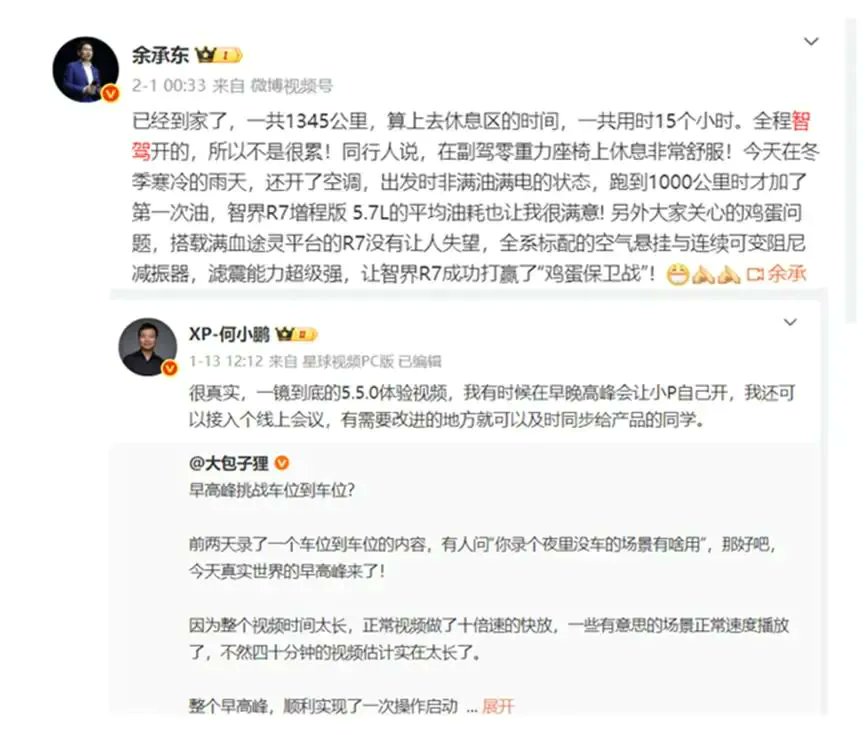 余承东 1
2-1 00:33 来自 微博视频号
已经到家了，一共1345公里，算上去休息区的时间，一共用时15个小时。全程智
驾开的，所以不是很累！同行人说，在副驾零重力座椅上休息非常舒服！今天在冬
季寒冷的雨天，还开了空调，出发时非满油满电的状态，跑到1000公里时才加了
第一次油，智界R7增程版 5.7L的平均油耗也让我很满意! 另外大家关心的鸡蛋问
题，搭载满血途灵平台的R7没有让人失望，全系标配的空气悬挂与连续可变阻尼
减振器，滤震能力超级强，让智界R7成功打赢了“鸡蛋保卫战”！余承
XP-何小鹏 II
1-13 12:12 来自 星球视频PC版 已编辑
很真实，一镜到底的5.5.0体验视频，我有时候在早晚高峰会让小P自己开，我还可
以接入个线上会议，有需要改进的地方就可以及时同步给产品的同学。
@大包子狸
早高峰挑战车位到车位？
前两天录了一个车位到车位的内容，有人问“你录个夜里没车的场景有啥用”，那好吧，
今天真实世界的早高峰来了！
因为整个视频时间太长，正常视频做了十倍速的快放，一些有意思的场景正常速度播放
了，不然四十分钟的视频估计实在太长了。
整个早高峰，顺利实现了一次操作启动 ... 展开